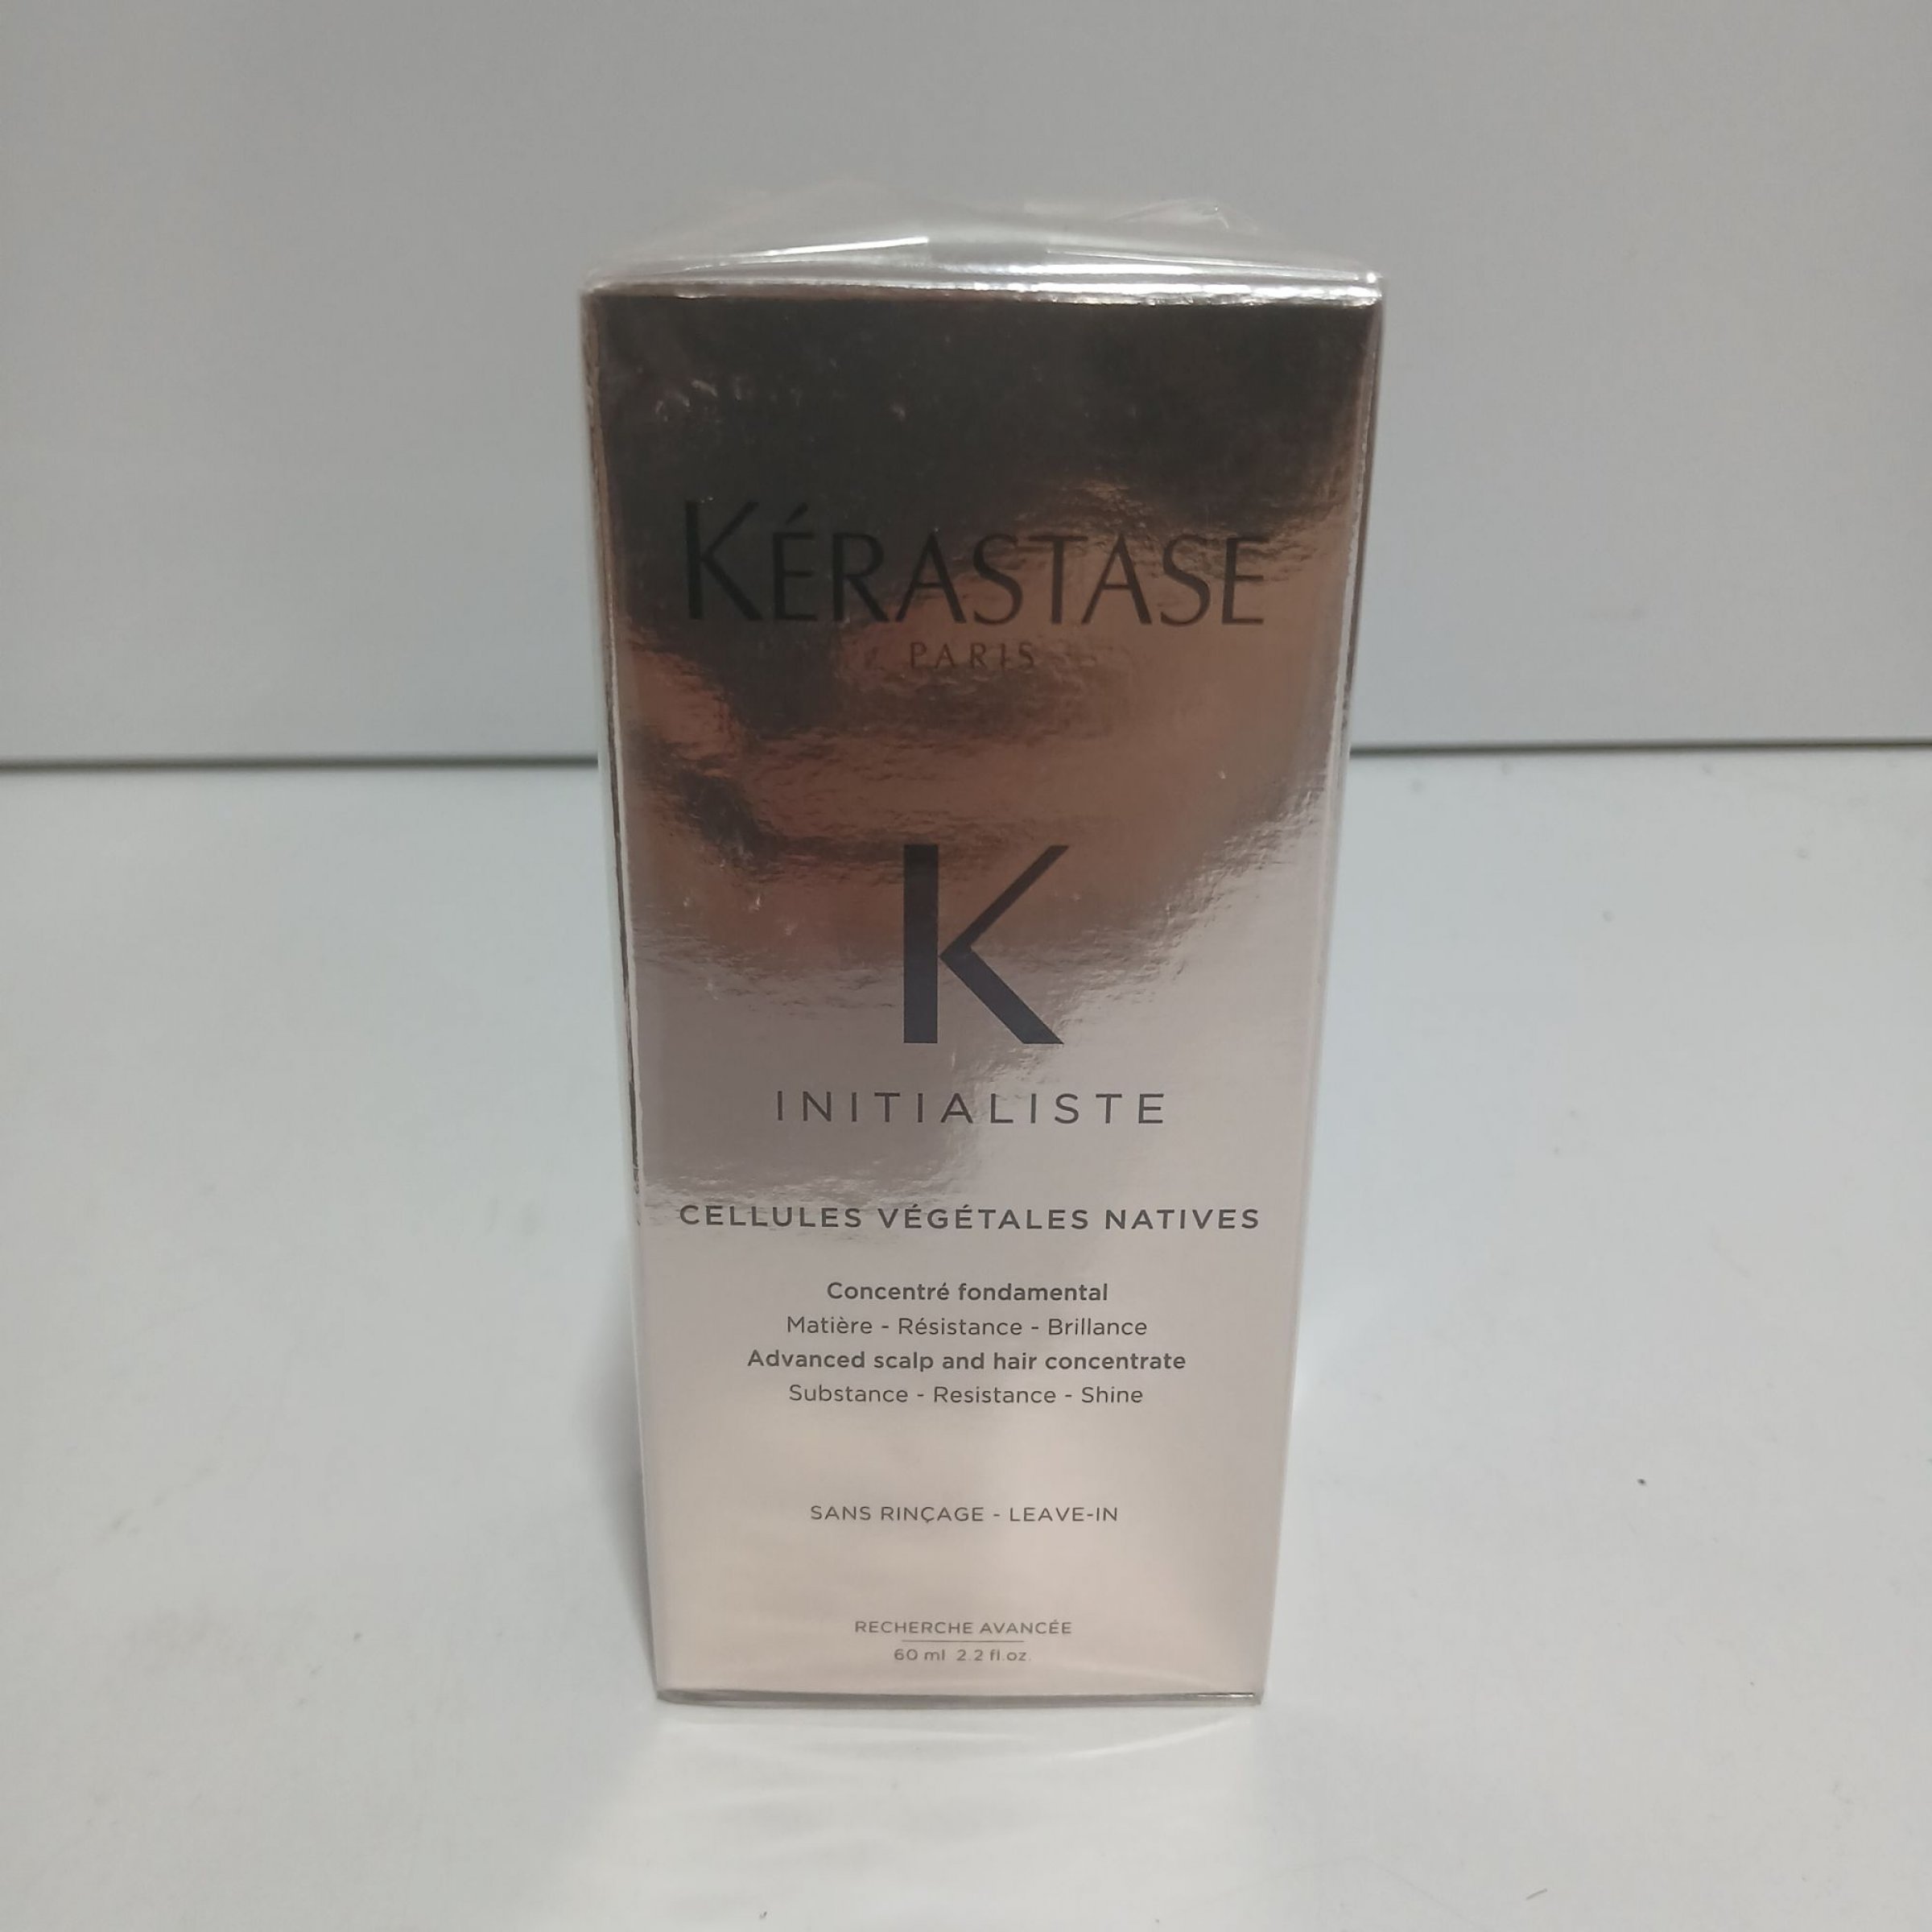 KÉRASTASE
PARIS
K
INITIALISTE
CELLULES VÉGÉTALES NATIVES
Concentré fondamental
Matière - Résistance - Brillance
Advanced scalp and hair concentrate
Substance - Resistance - Shine
SANS RINÇAGE - LEAVE-IN
RECHERCHE AVANCÉE
60 ml 2.2 fl.oz.